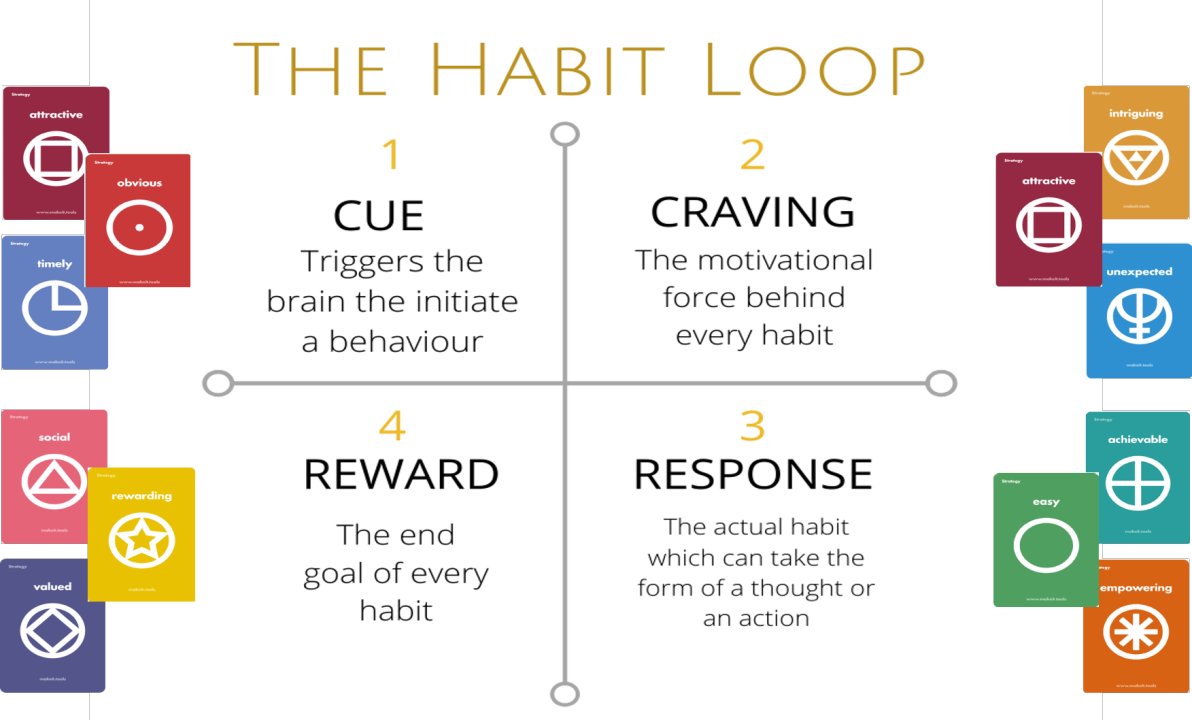 THE HABIT LOOP
1
CUE
Triggers the
brain the initiate
a behaviour
2
CRAVING
The motivational
force behind
every habit
4
REWARD
The end
goal of every
habit
3
RESPONSE
The actual habit
which can take the
form of a thought or
an action
Strategy
attractive
Strategy
obvious
Strategy
timely
Strategy
social
Strategy
rewarding
Strategy
valued
Strategy
intriguing
Strategy
attractive
unexpected
Strategy
achievable
Strategy
easy
empowering